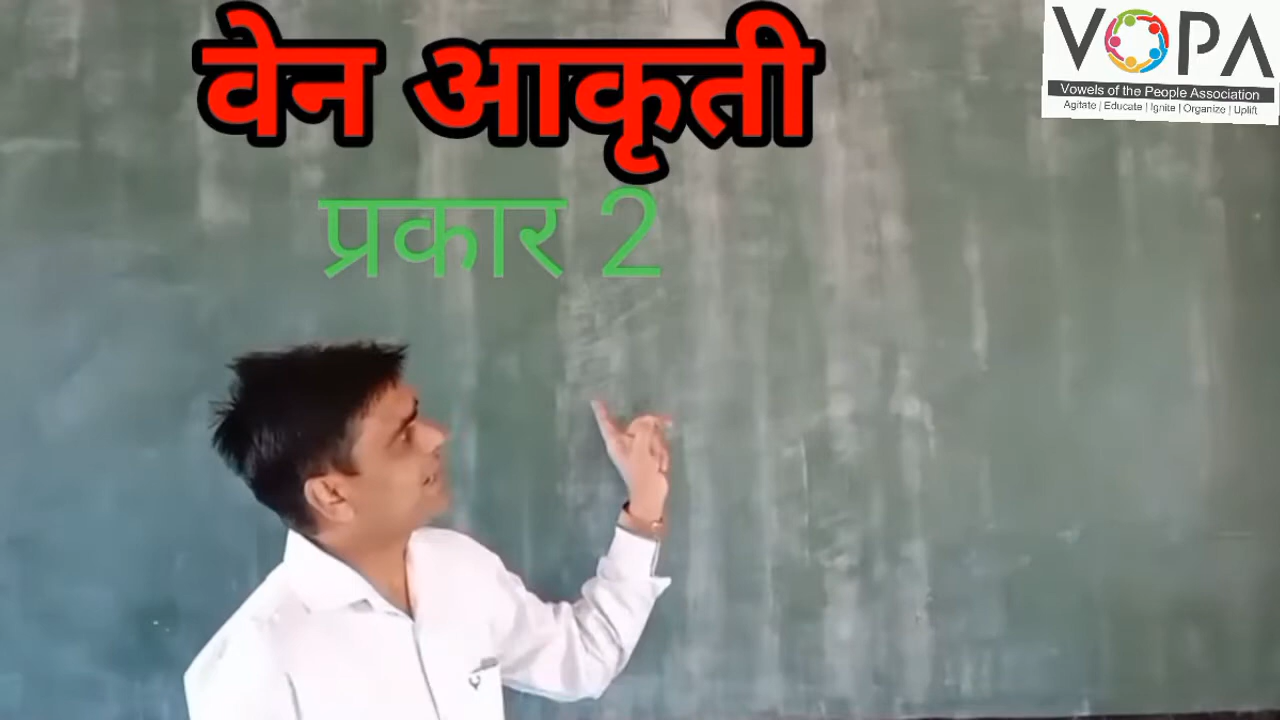 वेन आकृती
प्रकार 2
VOPA
Vowels of the People Association
Agitate | Educate | Ignite | Organize | Uplift